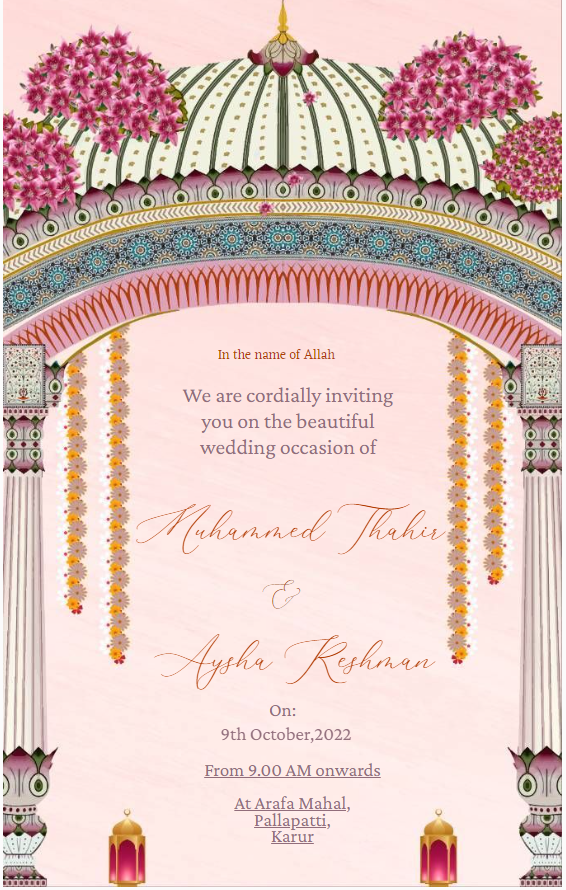 In the name of Allah
We are cordially inviting
you on the beautiful
wedding occasion of
Muhammed Thahir
&
Aysha Reshman
On:
9th October,2022
From 9.00 AM onwards
At Arafa Mahal,
Pallapatti,
Karur